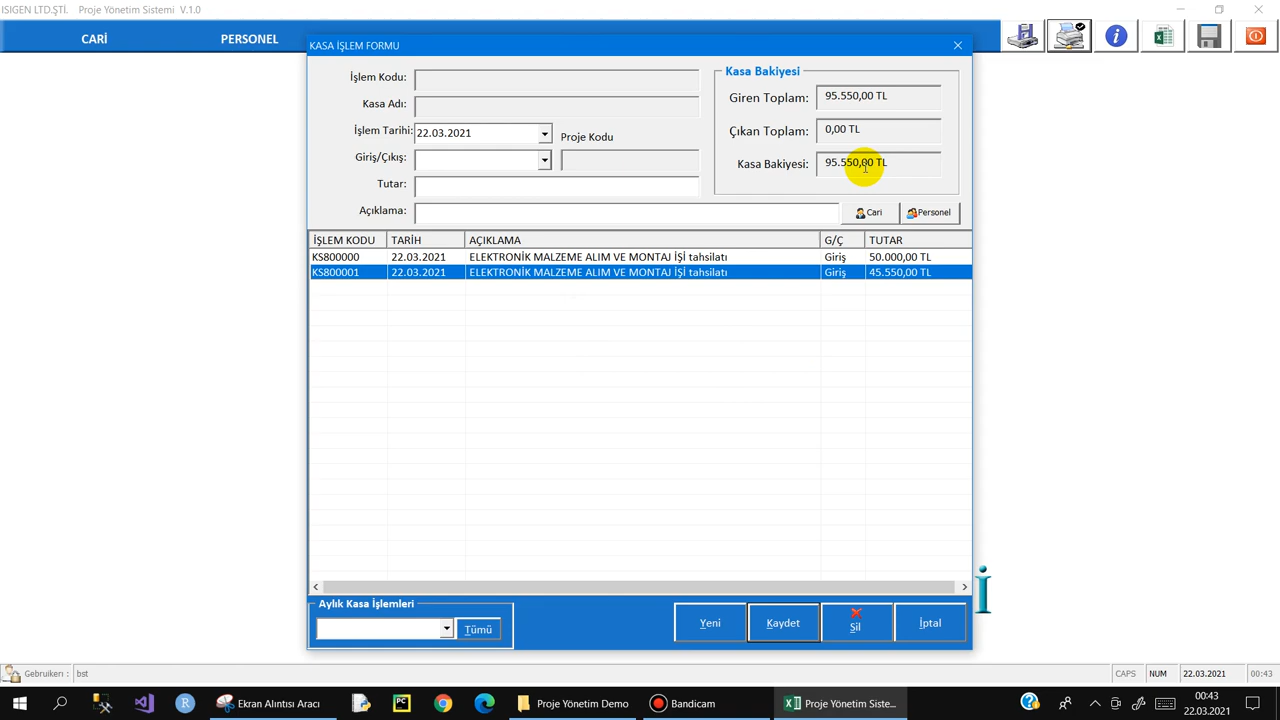 ISIGEN LTD.ŞTİ.    Proje Yönetim Sistemi  V.1.0
CARİ
PERSONEL
KASA İŞLEM FORMU
İşlem Kodu:
Kasa Adı:
İşlem Tarihi: 22.03.2021
Proje Kodu
Giriş/Çıkış:
Tutar:
Açıklama:
Kasa Bakiyesi
Giren Toplam: 95.550,00 TL
Çıkan Toplam: 0,00 TL
Kasa Bakiyesi: 95.550,00 TL
Cari
Personel
İŞLEM KODU TARİH AÇIKLAMA G/Ç TUTAR
KS800000 22.03.2021 ELEKTRONİK MALZEME ALIM VE MONTAJ İŞİ tahsilatı Giriş 50.000,00 TL
KS800001 22.03.2021 ELEKTRONİK MALZEME ALIM VE MONTAJ İŞİ tahsilatı Giriş 45.550,00 TL
Aylık Kasa İşlemleri
Tümü
Yeni
Kaydet
Sil
İptal
Gebruikerı : bst
CAPS NUM 22.03.2021 00:43
Ekran Alıntısı Aracı
PC
Proje Yönetim Demo
Bandicam
Proje Yönetim Siste...
00:43
22.03.2021